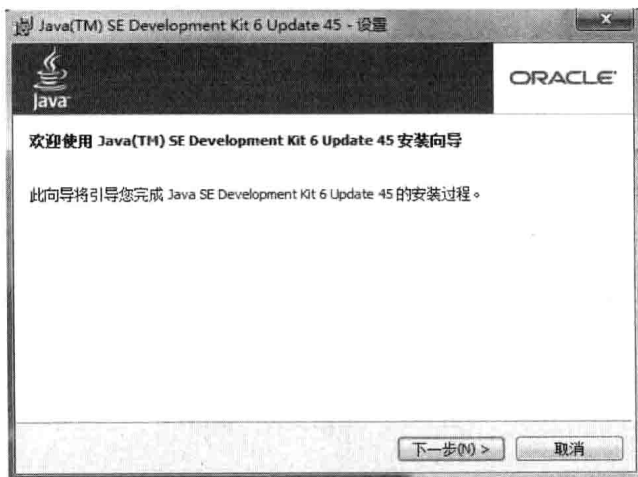 Java(TM) SE Development Kit 6 Update 45 - 设置
Java
ORACLE
欢迎使用 Java(TM) SE Development Kit 6 Update 45 安装向导
此向导将引导您完成 Java SE Development Kit 6 Update 45 的安装过程。
下一步(N) >
取消